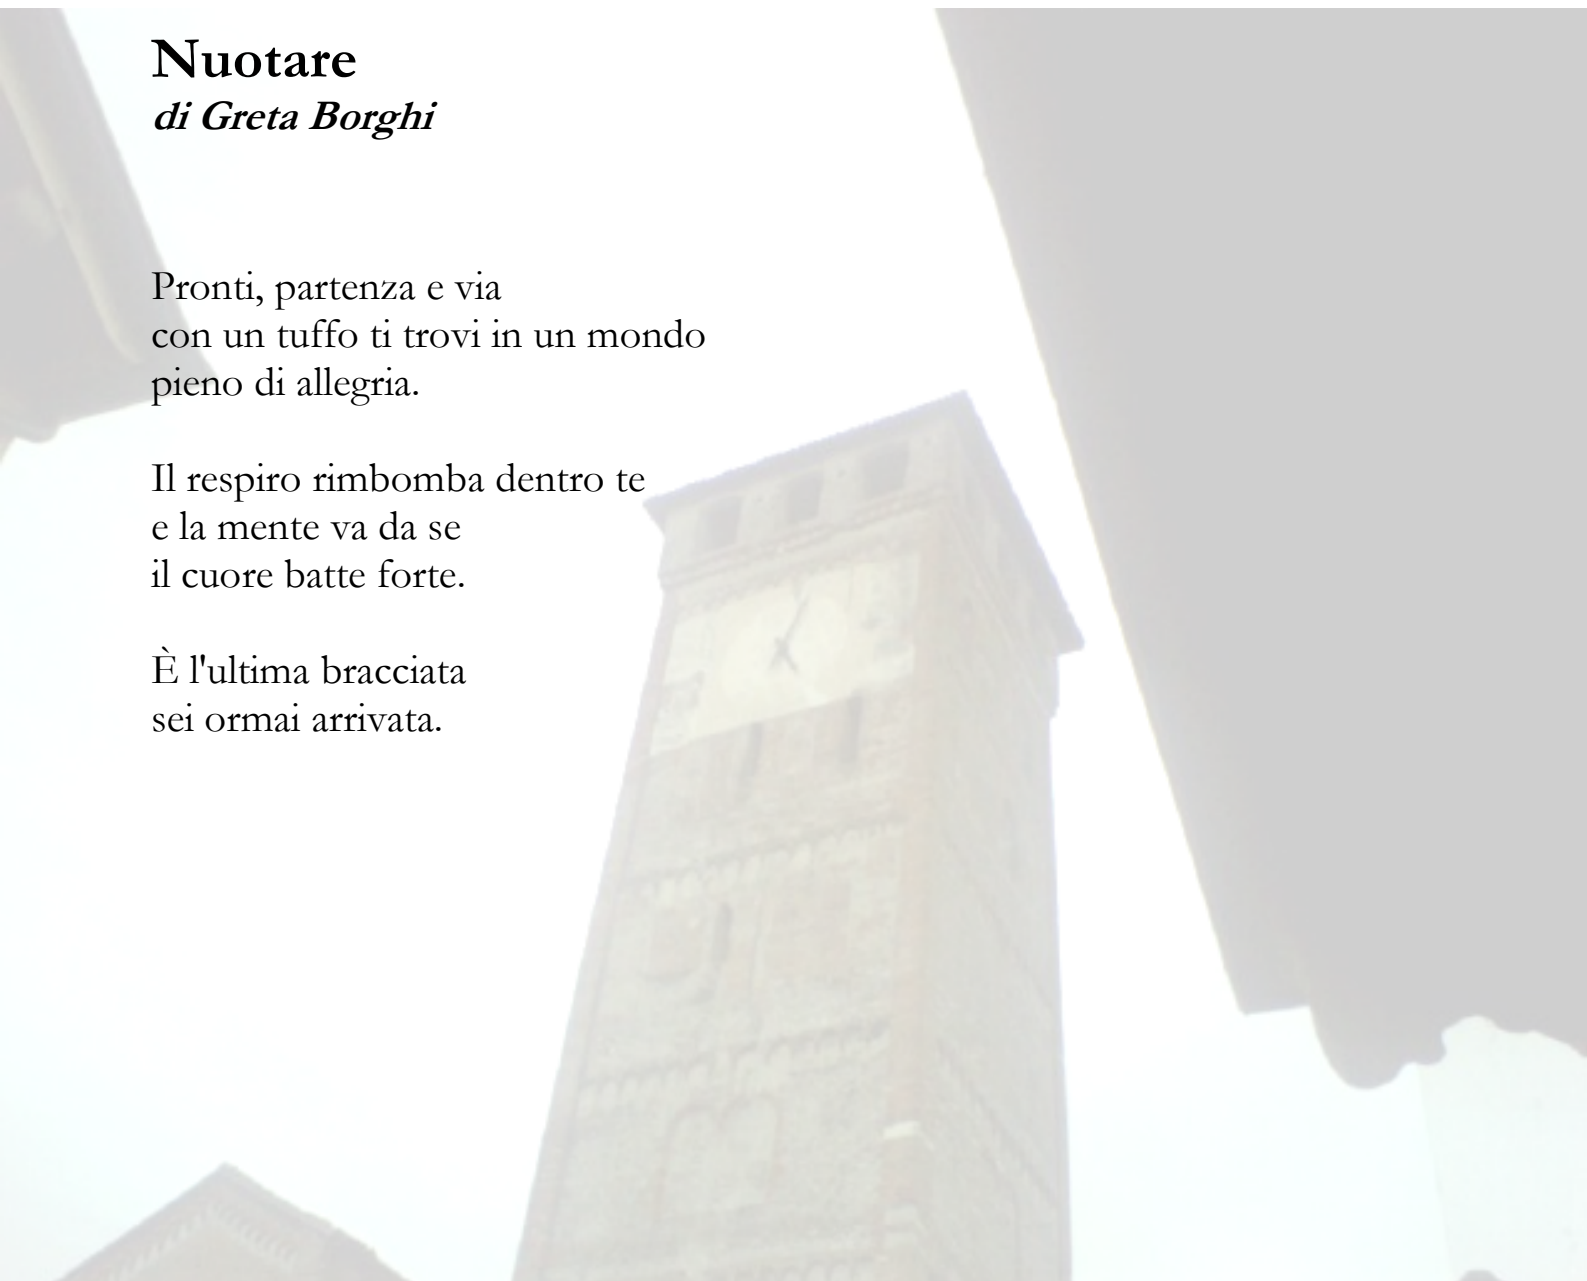 Nuotare
di Greta Borghi
Pronti, partenza e via
con un tuffo ti trovi in un mondo
pieno di allegria.
Il respiro rimbomba dentro te
e la mente va da se
il cuore batte forte.
È l'ultima bracciata
sei ormai arrivata.